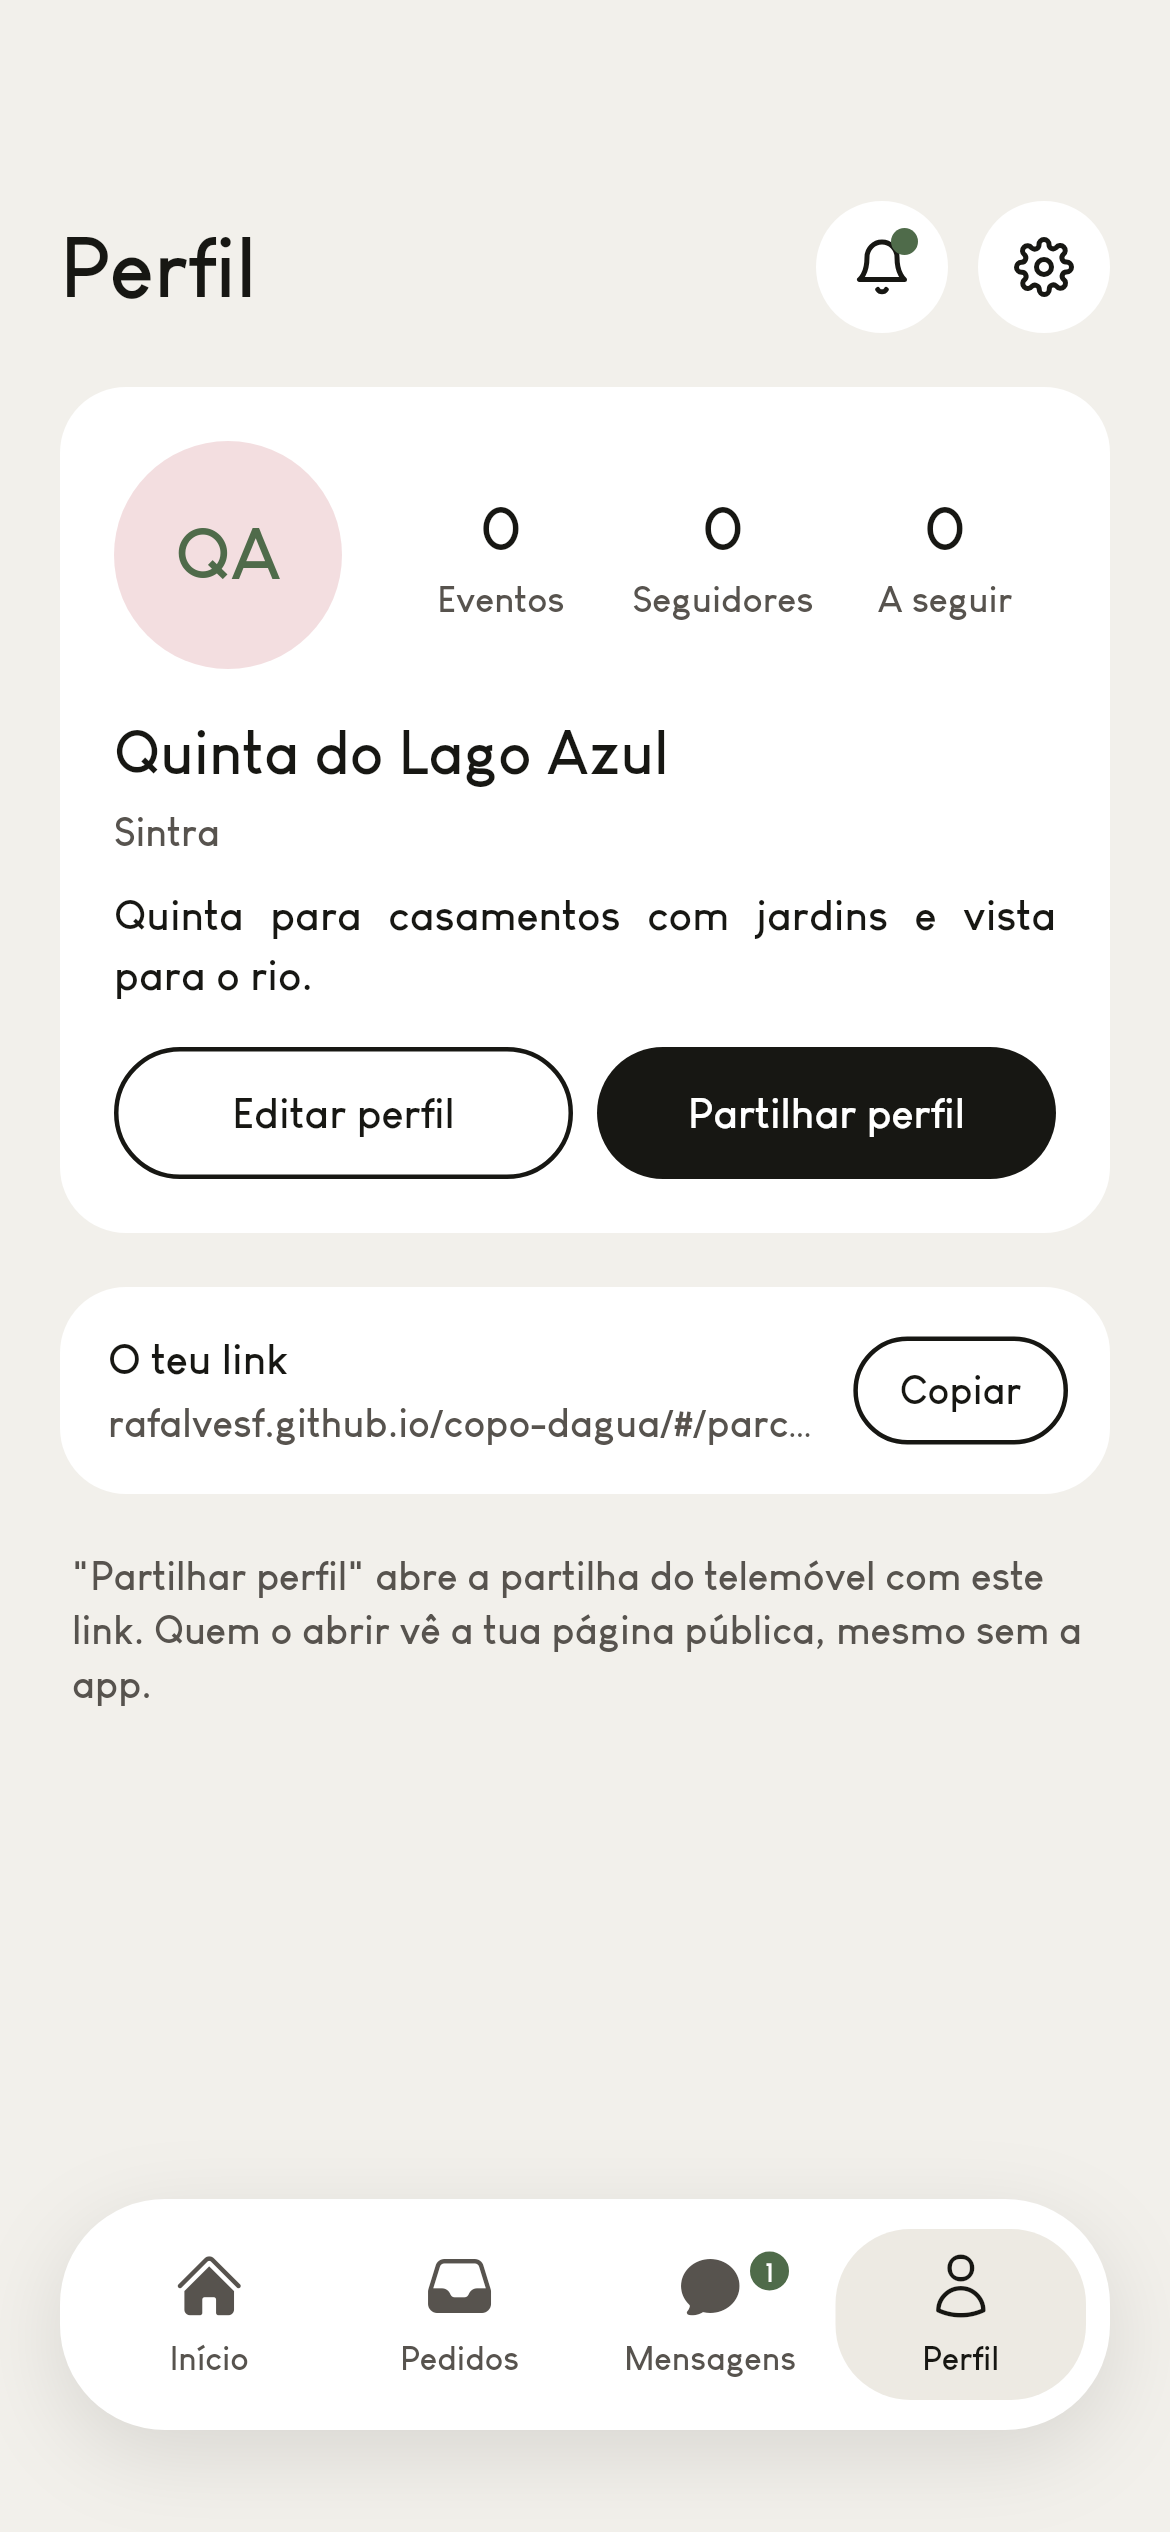 Perfil
QA
0 0 0
Eventos Seguidores A seguir
Quinta do Lago Azul
Sintra
Quinta para casamentos com jardins e vista
para o rio.
Editar perfil Partilhar perfil
O teu link
rafalvesf.github.io/copo-dagua/#/parc...
Copiar
"Partilhar perfil" abre a partilha do telemóvel com este
link. Quem o abrir vê a tua página pública, mesmo sem a
app.
1
Início Pedidos Mensagens Perfil